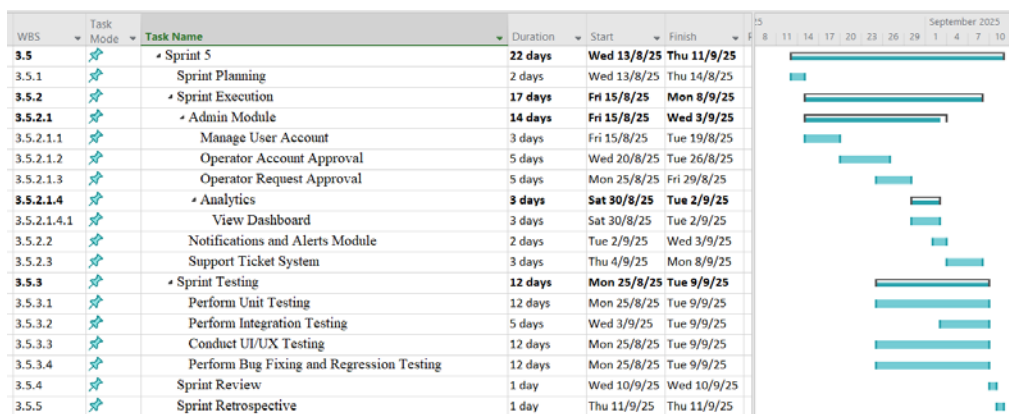 25 September 2025
WBS Task Mode Task Name Duration Start Finish 8 11 14 17 20 23 26 29 1 4 7 10
3.5 Sprint 5 22 days Wed 13/8/25 Thu 11/9/25
3.5.1 Sprint Planning 2 days Wed 13/8/25 Thu 14/8/25
3.5.2 Sprint Execution 17 days Fri 15/8/25 Mon 8/9/25
3.5.2.1 Admin Module 14 days Fri 15/8/25 Wed 3/9/25
3.5.2.1.1 Manage User Account 3 days Fri 15/8/25 Tue 19/8/25
3.5.2.1.2 Operator Account Approval 5 days Wed 20/8/25 Tue 26/8/25
3.5.2.1.3 Operator Request Approval 5 days Mon 25/8/25 Fri 29/8/25
3.5.2.1.4 Analytics 3 days Sat 30/8/25 Tue 2/9/25
3.5.2.1.4.1 View Dashboard 3 days Sat 30/8/25 Tue 2/9/25
3.5.2.2 Notifications and Alerts Module 2 days Tue 2/9/25 Wed 3/9/25
3.5.2.3 Support Ticket System 3 days Thu 4/9/25 Mon 8/9/25
3.5.3 Sprint Testing 12 days Mon 25/8/25 Tue 9/9/25
3.5.3.1 Perform Unit Testing 12 days Mon 25/8/25 Tue 9/9/25
3.5.3.2 Perform Integration Testing 5 days Wed 3/9/25 Tue 9/9/25
3.5.3.3 Conduct UI/UX Testing 12 days Mon 25/8/25 Tue 9/9/25
3.5.3.4 Perform Bug Fixing and Regression Testing 12 days Mon 25/8/25 Tue 9/9/25
3.5.4 Sprint Review 1 day Wed 10/9/25 Wed 10/9/25
3.5.5 Sprint Retrospective 1 day Thu 11/9/25 Thu 11/9/25